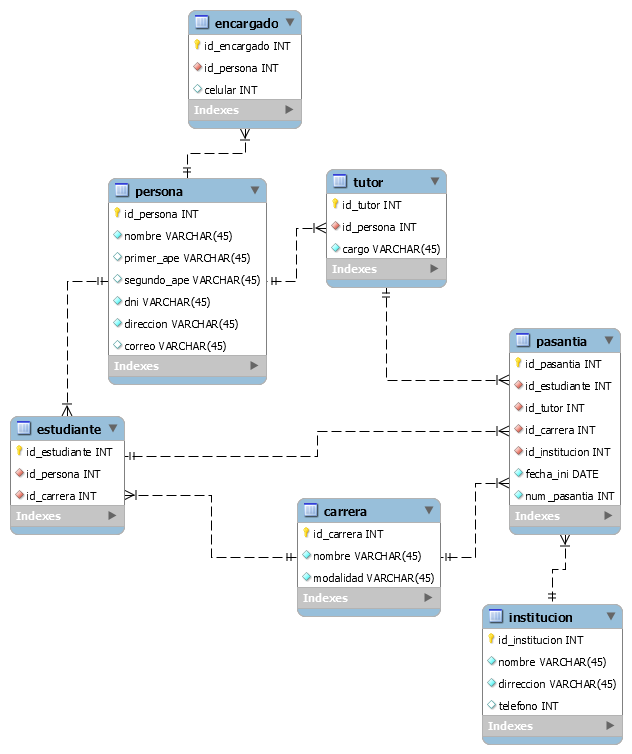 encargado
id_encargado INT
id_persona INT
celular INT
Indexes
persona
id_persona INT
nombre VARCHAR(45)
primer_ape VARCHAR(45)
segundo_ape VARCHAR(45)
dni VARCHAR(45)
direccion VARCHAR(45)
correo VARCHAR(45)
Indexes
tutor
id_tutor INT
id_persona INT
cargo VARCHAR(45)
Indexes
pasantia
id_pasantia INT
id_estudiante INT
id_tutor INT
id_carrera INT
id_institucion INT
fecha_ini DATE
num_pasantia INT
Indexes
estudiante
id_estudiante INT
id_persona INT
id_carrera INT
Indexes
carrera
id_carrera INT
nombre VARCHAR(45)
modalidad VARCHAR(45)
Indexes
institucion
id_institucion INT
nombre VARCHAR(45)
dirreccion VARCHAR(45)
telefono INT
Indexes